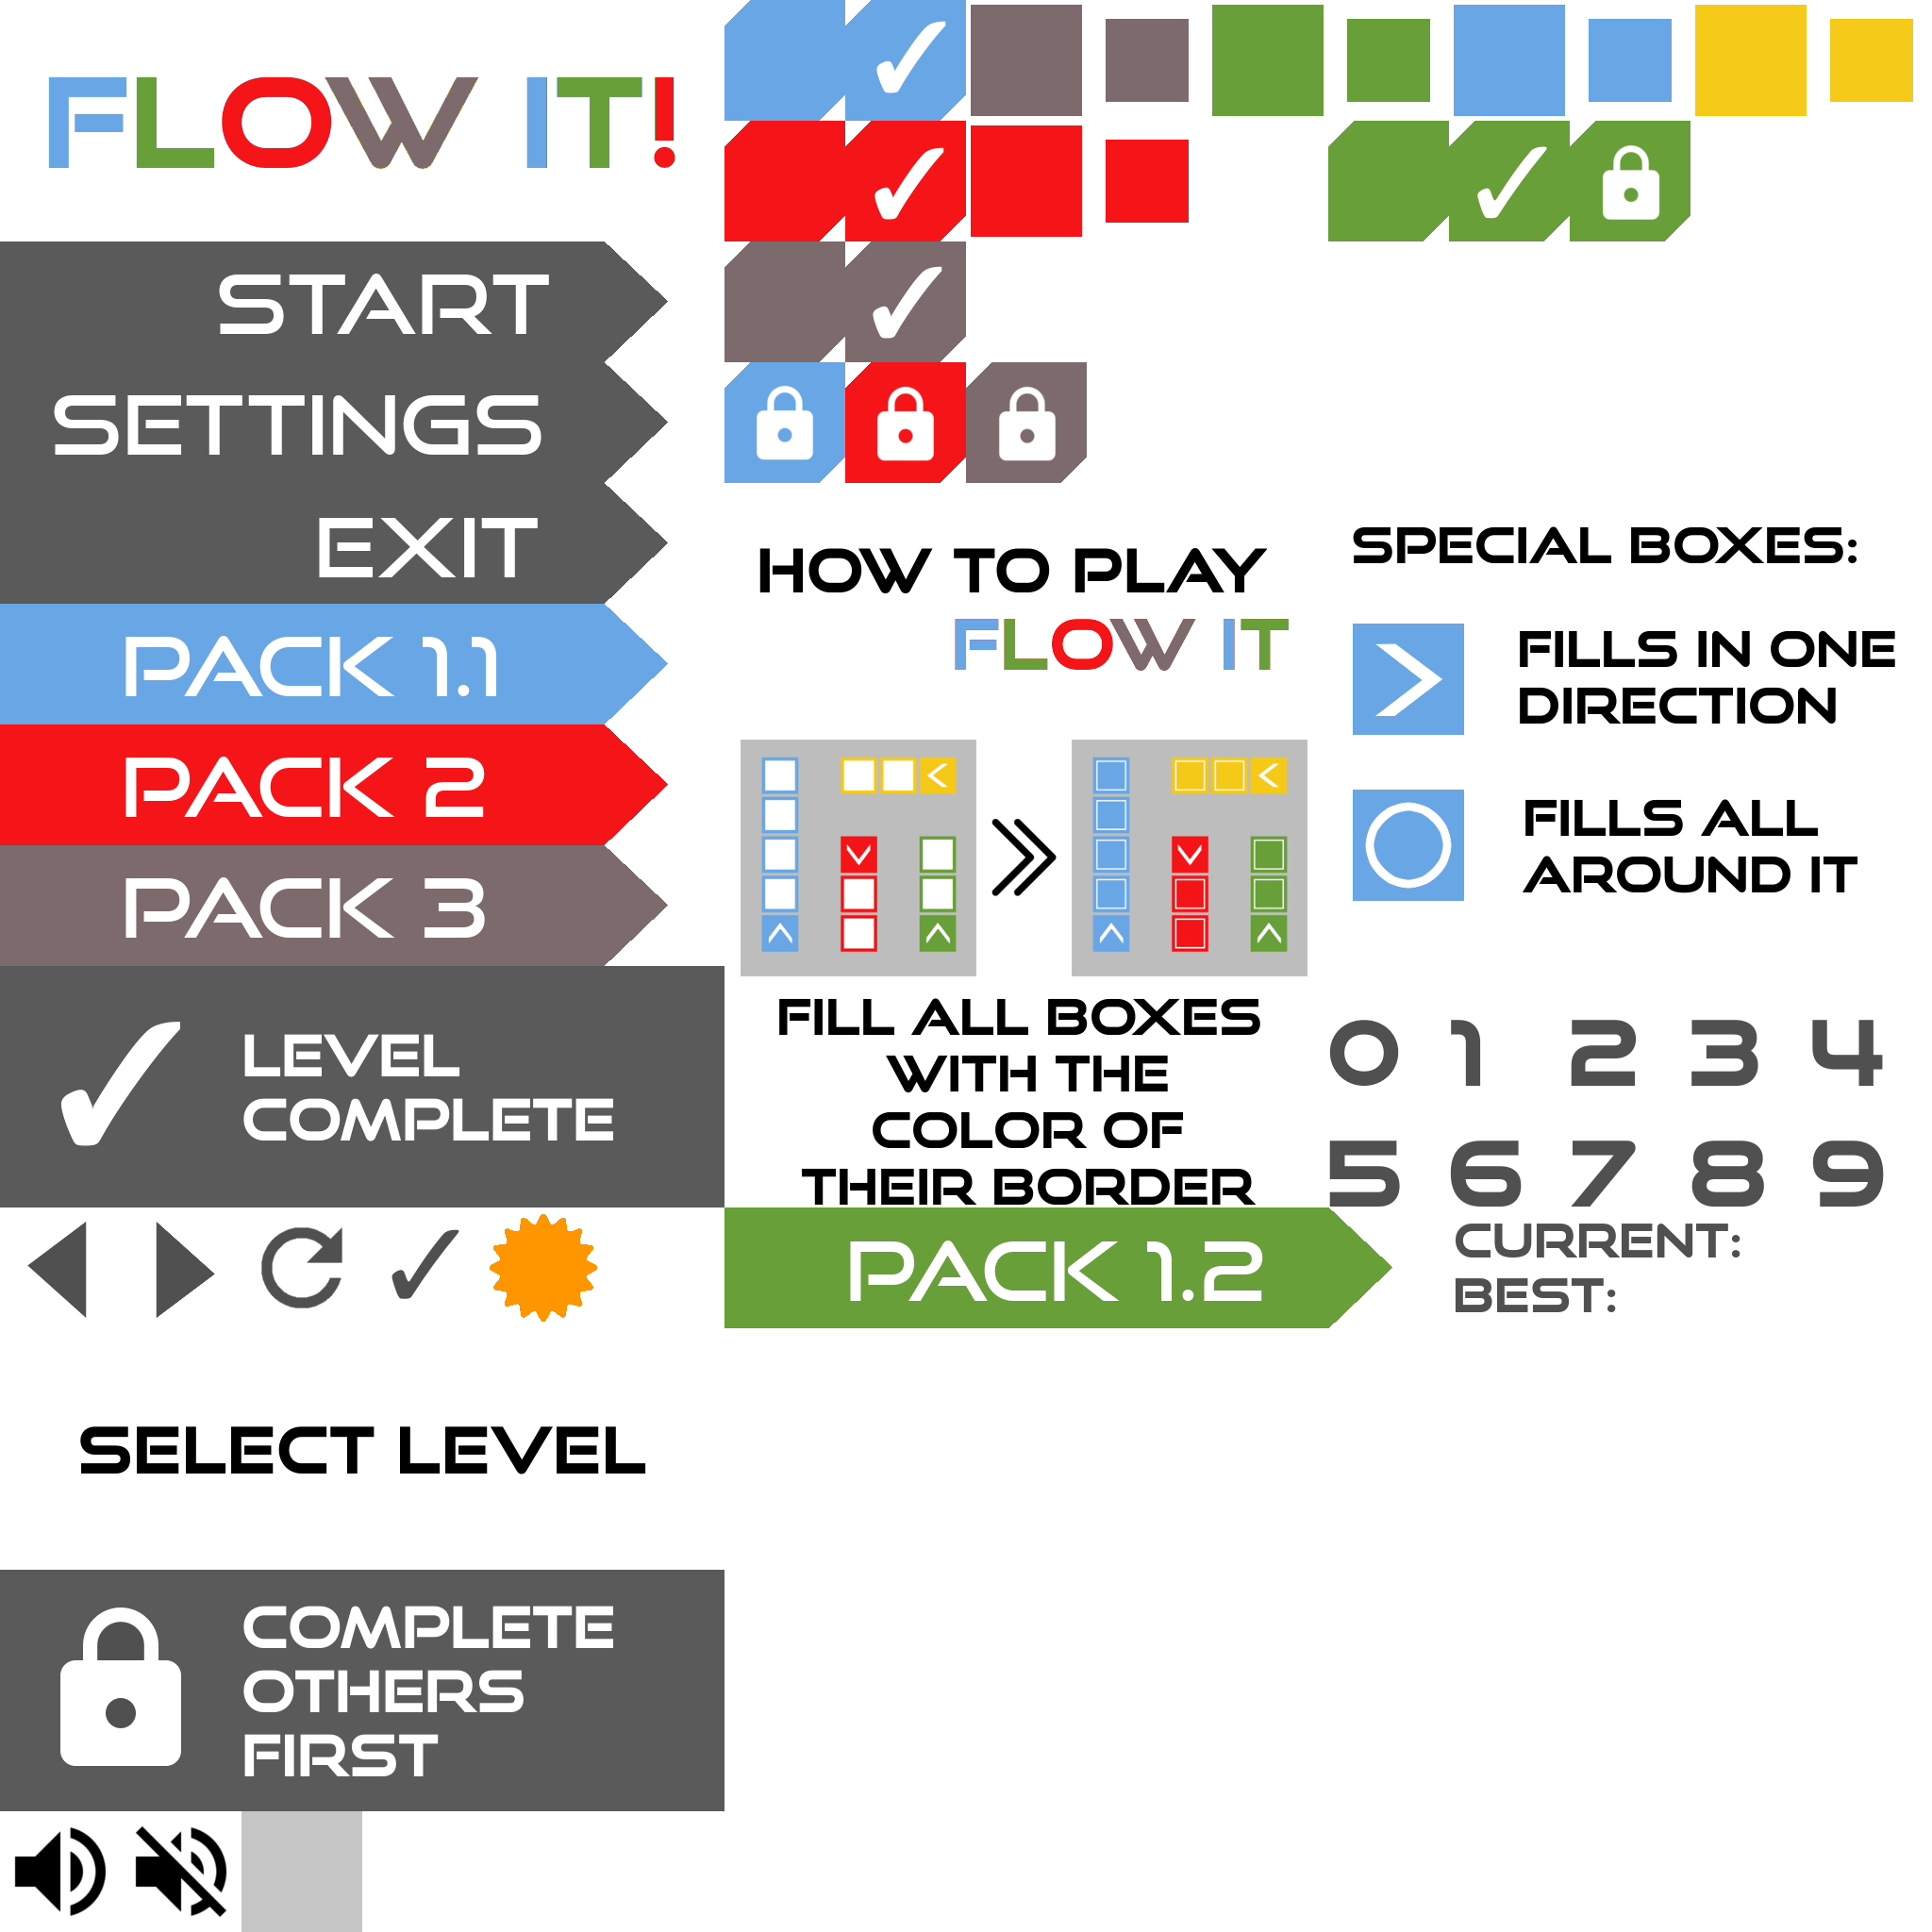 FLOW IT!
START
SETTINGS
EXIT
PACK 1.1
PACK 2
PACK 3
LEVEL
COMPLETE
SELECT LEVEL
COMPLETE
OTHERS
FIRST
HOW TO PLAY
FLOW IT
FILL ALL BOXES
WITH THE
COLOR OF
THEIR BORDER
PACK 1.2
SPECIAL BOXES:
FILLS IN ONE
DIRECTION
FILLS ALL
AROUND IT
0 1 2 3 4
5 6 7 8 9
CURRENT:
BEST: